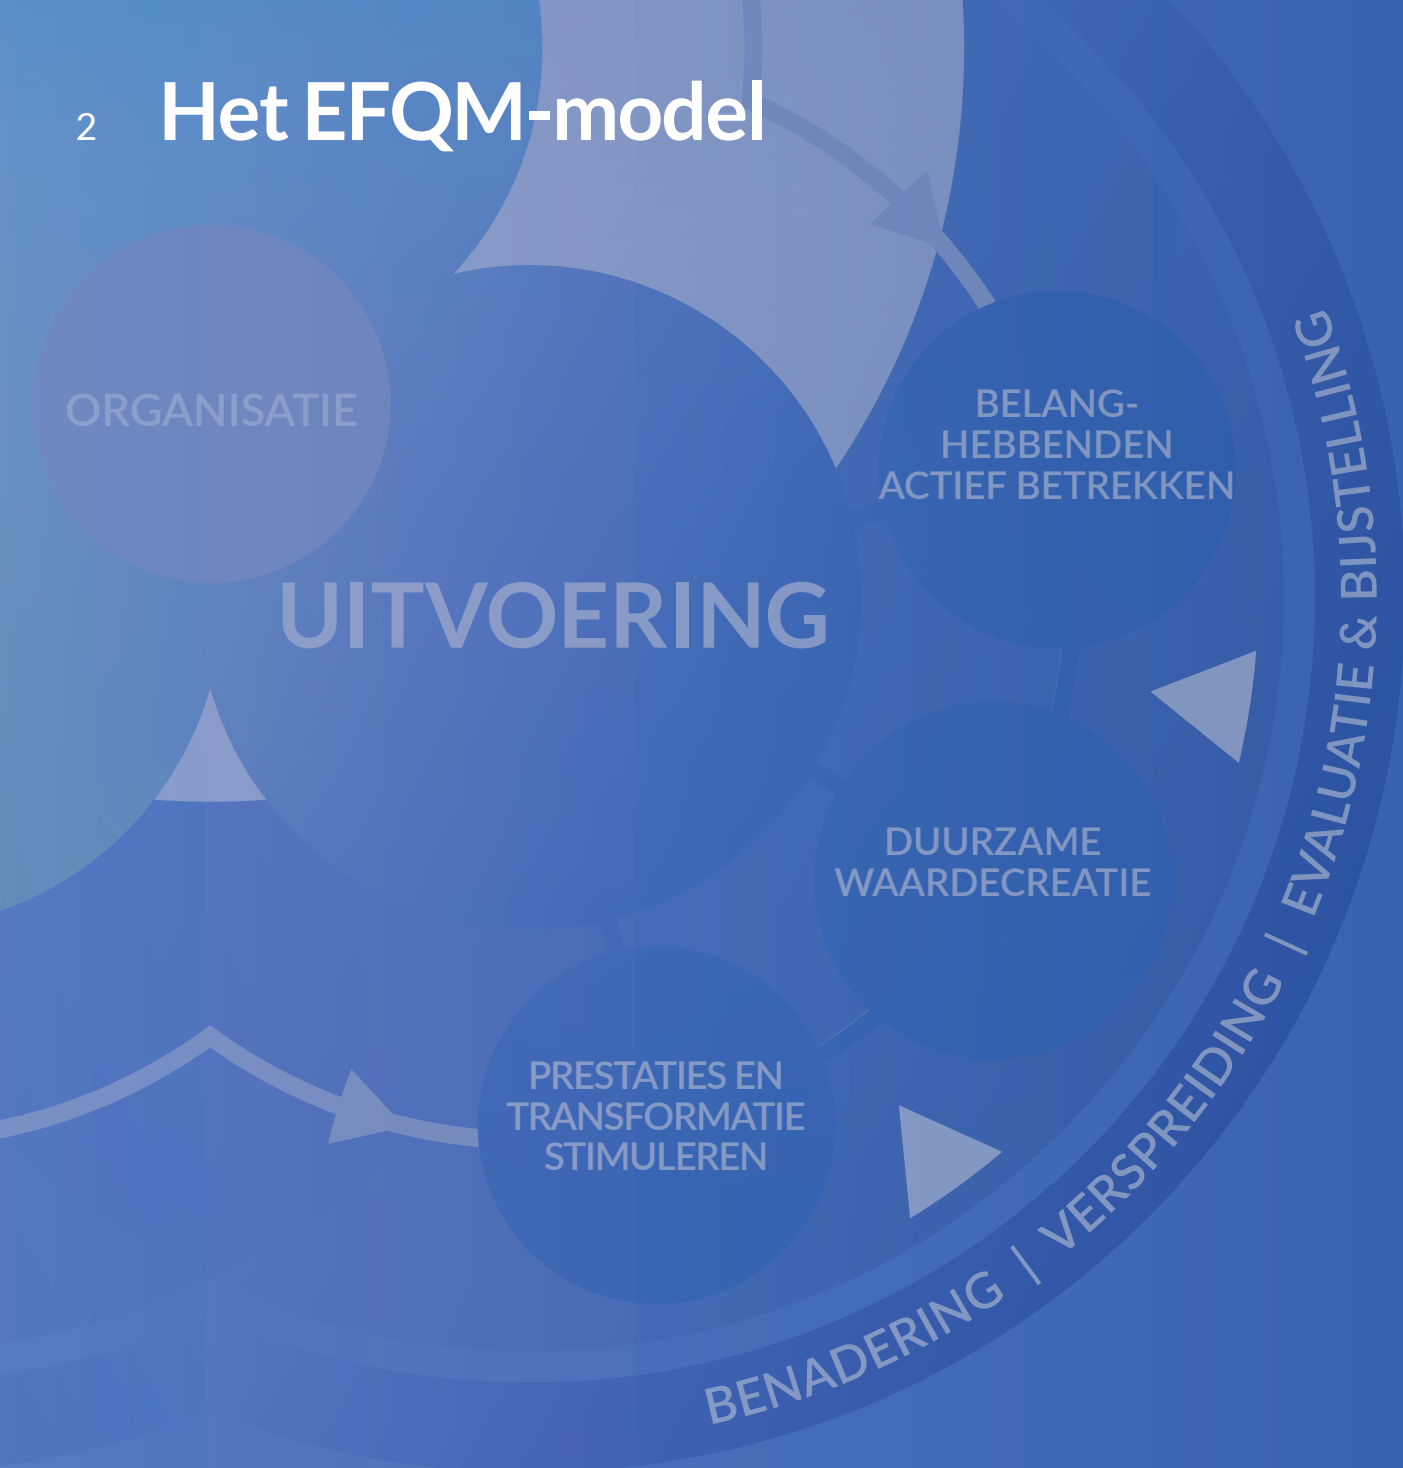 2 Het EFQM-model
ORGANISATIE
BELANG-
HEBBENDEN
ACTIEF BETREKKEN
UITVOERING
DUURZAME
WAARDECREATIE
PRESTATIES EN
TRANSFORMATIE
STIMULEREN
BENADERING | VERSPREIDING | EVALUATIE & BIJSTELLING